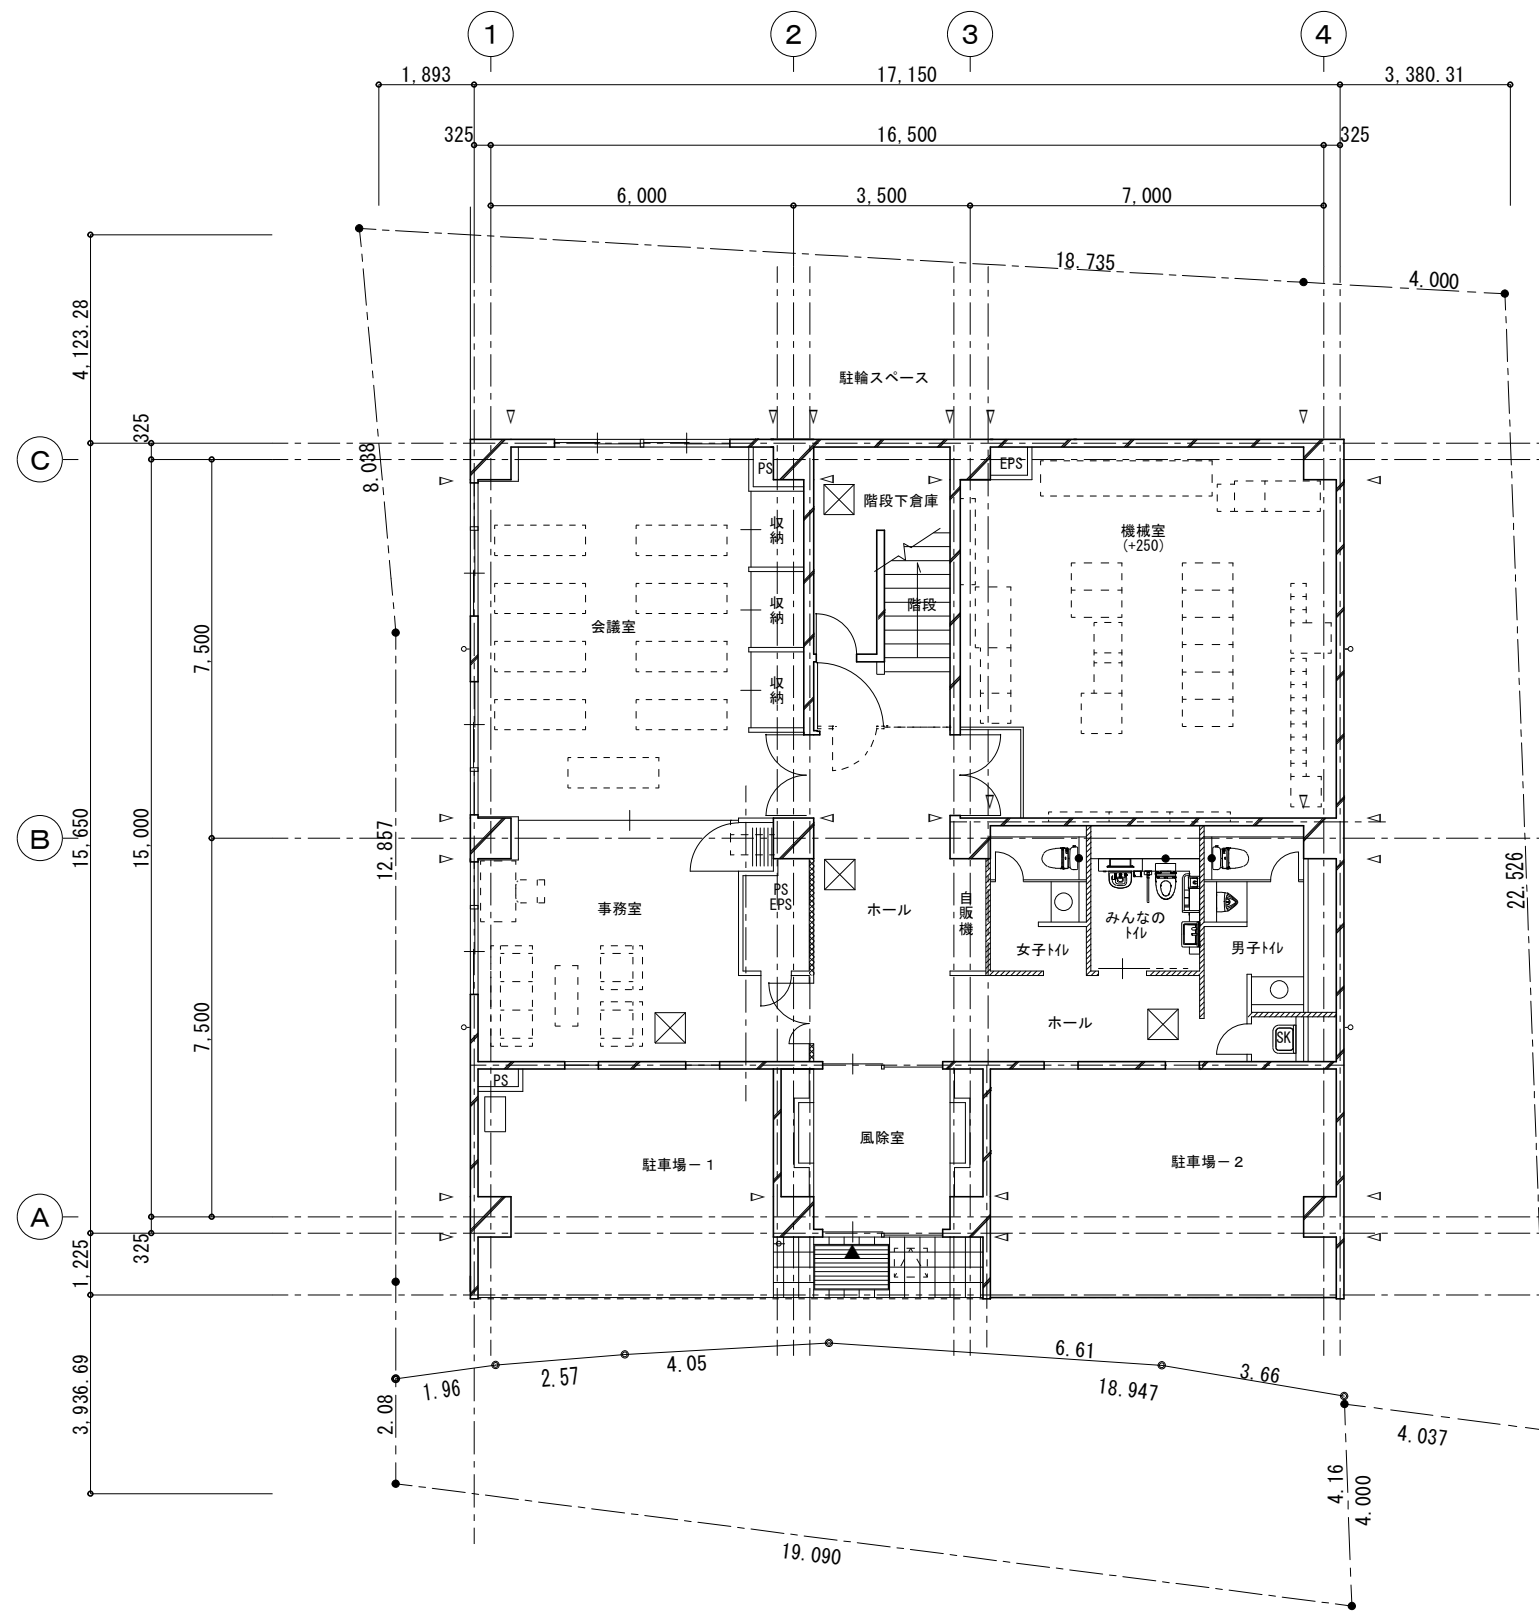 1
2
3
4
1,893
17,150
3,380.31
325
16,500
325
6,000
3,500
7,000
18.735
4.000
4,123.28
325
駐輪スペース
C
8.038
PS
EPS
階段下倉庫
収納
機械室
(+250)
収納
階段
会議室
7,500
収納
15,650
15,000
B
12.857
PS
EPS
事務室
ホール
自販機
みんなの
トイレ
女子トイレ
男子トイレ
22.526
7,500
ホール
SK
PS
風除室
駐車場－1
駐車場－2
A
1,225
325
3,936.69
2.08
1.96
2.57
4.05
6.61
18.947
3.66
4.037
4.16
4.000
19.090